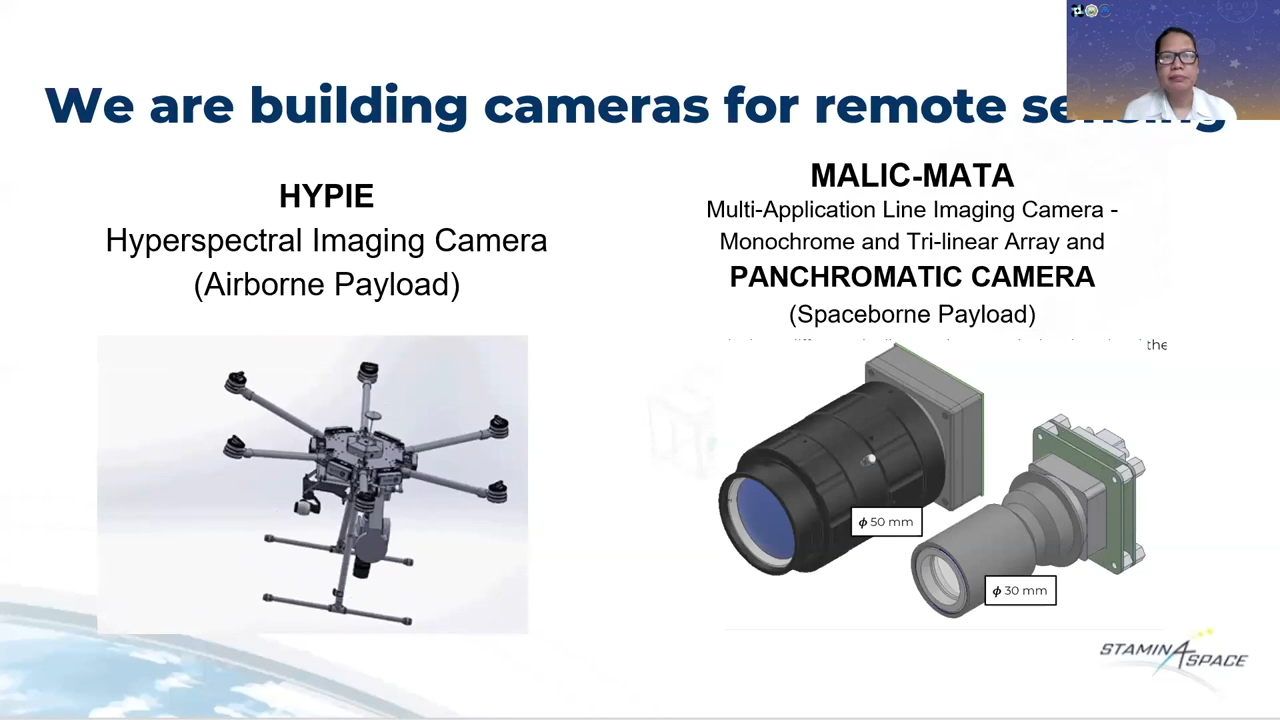 We are building cameras for remote sensing
HYPIE
Hyperspectral Imaging Camera
(Airborne Payload)
MALIC-MATA
Multi-Application Line Imaging Camera -
Monochrome and Tri-linear Array and
PANCHROMATIC CAMERA
(Spaceborne Payload)
the
ϕ 50 mm
ϕ 30 mm
STAMINA4SPACE